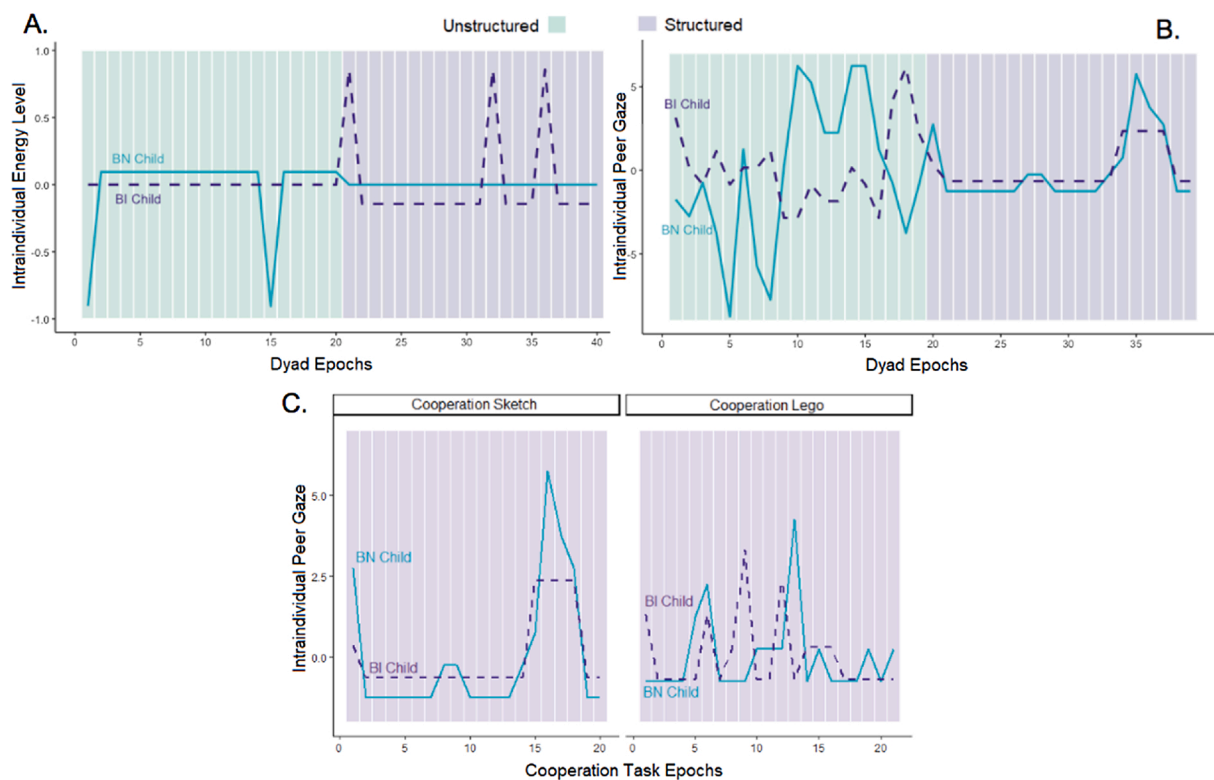 A.
Unstructured
Structured
B.
Intraindividual Energy Level
1.0
0.5
0.0
-0.5
-1.0
BN Child
BI Child
0 5 10 15 20 25 30 35 40
Dyad Epochs
Intraindividual Peer Gaze
5
0
-5
BI Child
BN Child
0 5 10 15 20 25 30 35
Dyad Epochs
C.
Cooperation Sketch
Cooperation Lego
Intraindividual Peer Gaze
5.0
2.5
0.0
BN Child
BI Child
BI Child
BN Child
0 5 10 15 20
0 5 10 15 20
Cooperation Task Epochs